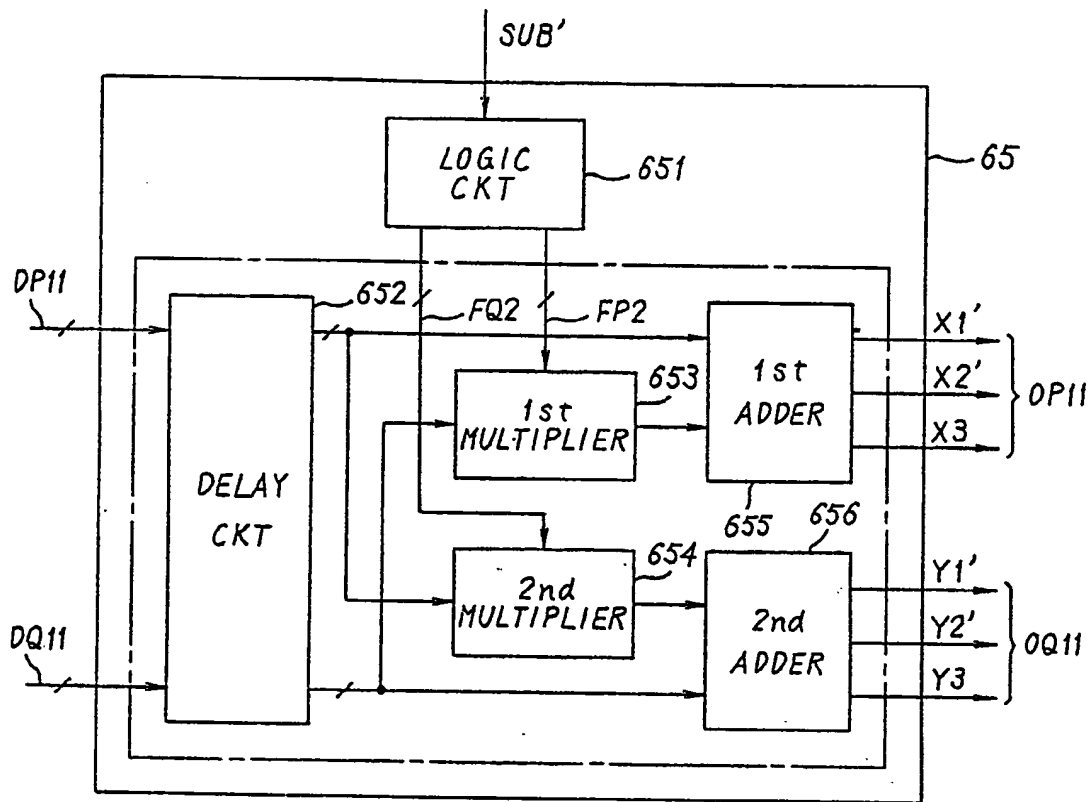 SUB'
LOGIC
CKT
651
65
DP11
652
FQ2
FP2
653
1st
MULTIPLIER
1st
ADDER
X1'
X2'
X3
OP11
DELAY
CKT
655
656
654
2nd
MULTIPLIER
2nd
ADDER
Y1'
Y2'
Y3
OQ11
DQ11